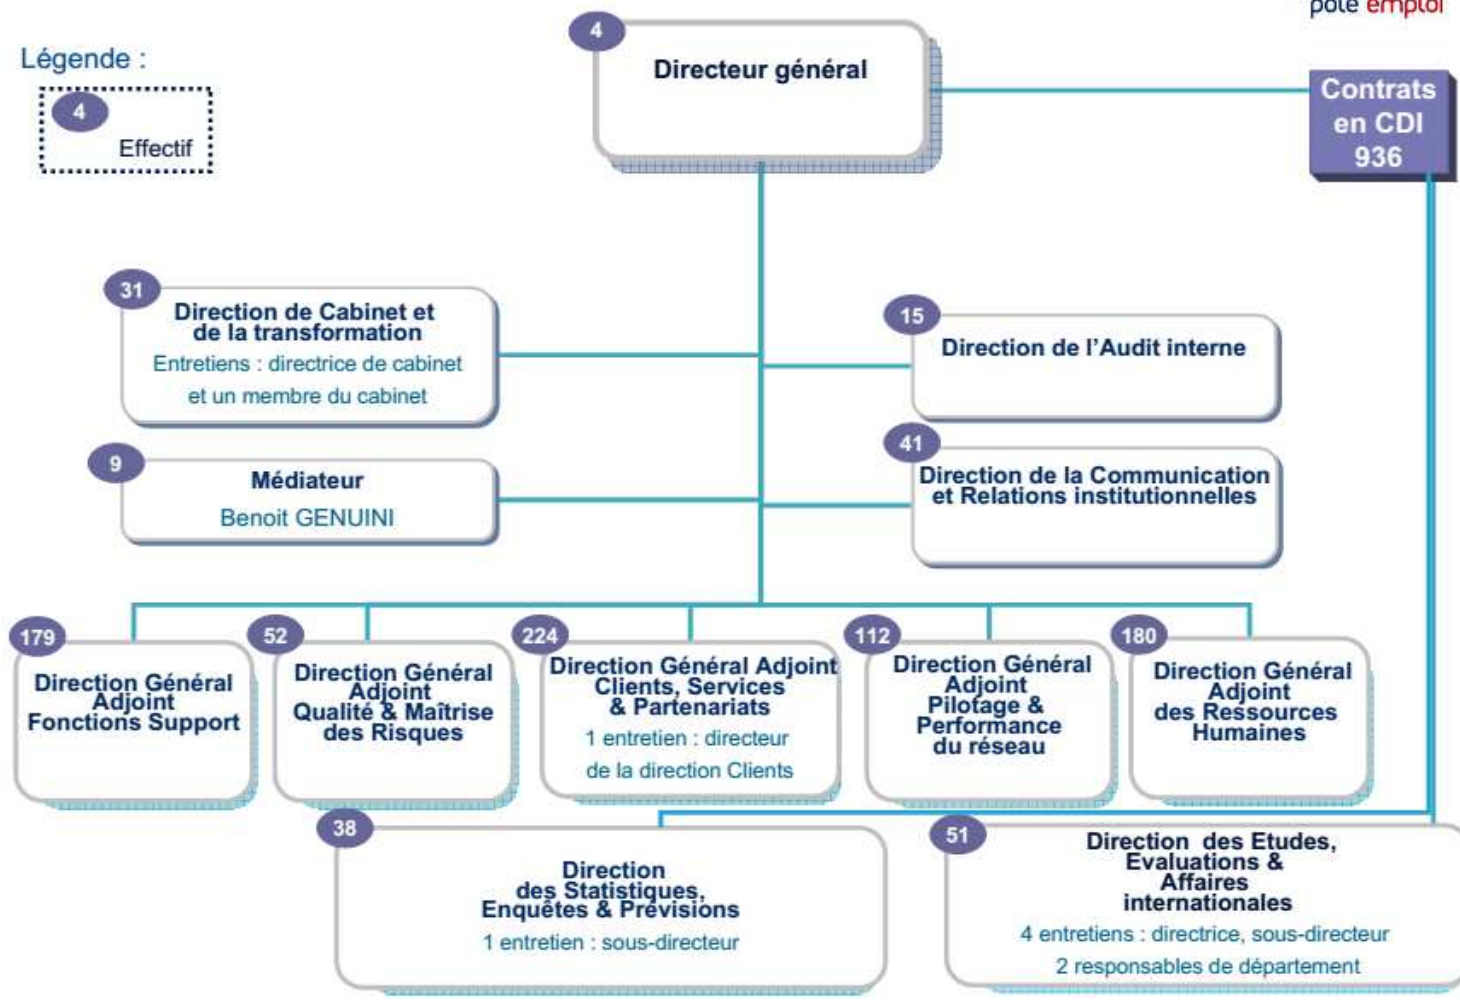 pôle emploi
Légende :
4
Effectif
4
Directeur général
Contrats
en CDI
936
31
Direction de Cabinet et
de la transformation
Entretiens : directrice de cabinet
et un membre du cabinet
15
Direction de l'Audit interne
9
Médiateur
Benoit GENUINI
41
Direction de la Communication
et Relations institutionnelles
179
Direction Général
Adjoint
Fonctions Support
52
Direction Général
Adjoint
Qualité & Maîtrise
des Risques
224
Direction Général Adjoint
Clients, Services
& Partenariats
1 entretien : directeur
de la direction Clients
112
Direction Général
Adjoint
Pilotage &
Performance
du réseau
180
Direction Général
Adjoint
des Ressources
Humaines
38
Direction
des Statistiques,
Enquêtes & Prévisions
1 entretien : sous-directeur
51
Direction des Etudes,
Evaluations &
Affaires
internationales
4 entretiens : directrice, sous-directeur
2 responsables de département